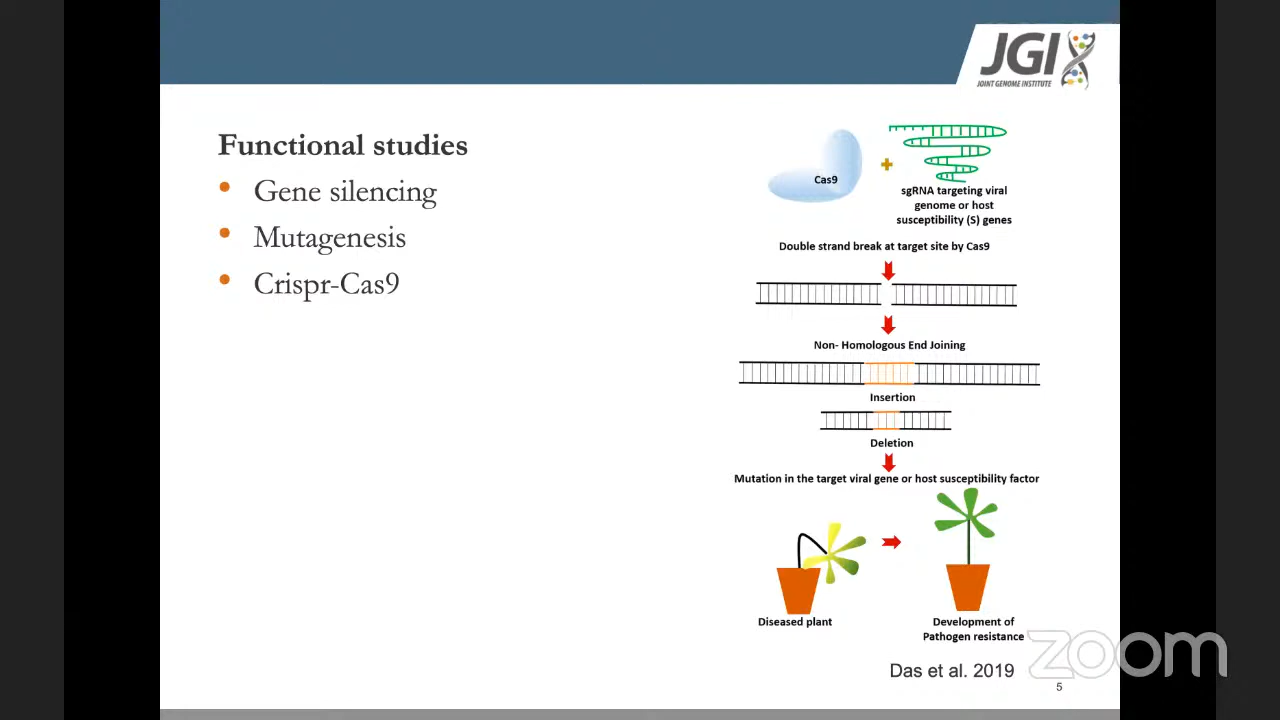 JGI
JOINT GENOME INSTITUTE
Functional studies
• Gene silencing
• Mutagenesis
• Crispr-Cas9
Cas9
+
sgRNA targeting viral
genome or host
susceptibility (S) genes
Double strand break at target site by Cas9
Non- Homologous End Joining
Insertion
Deletion
Mutation in the target viral gene or host susceptibility factor
Diseased plant
Development of
Pathogen resistance
Das et al. 2019
zoom
5